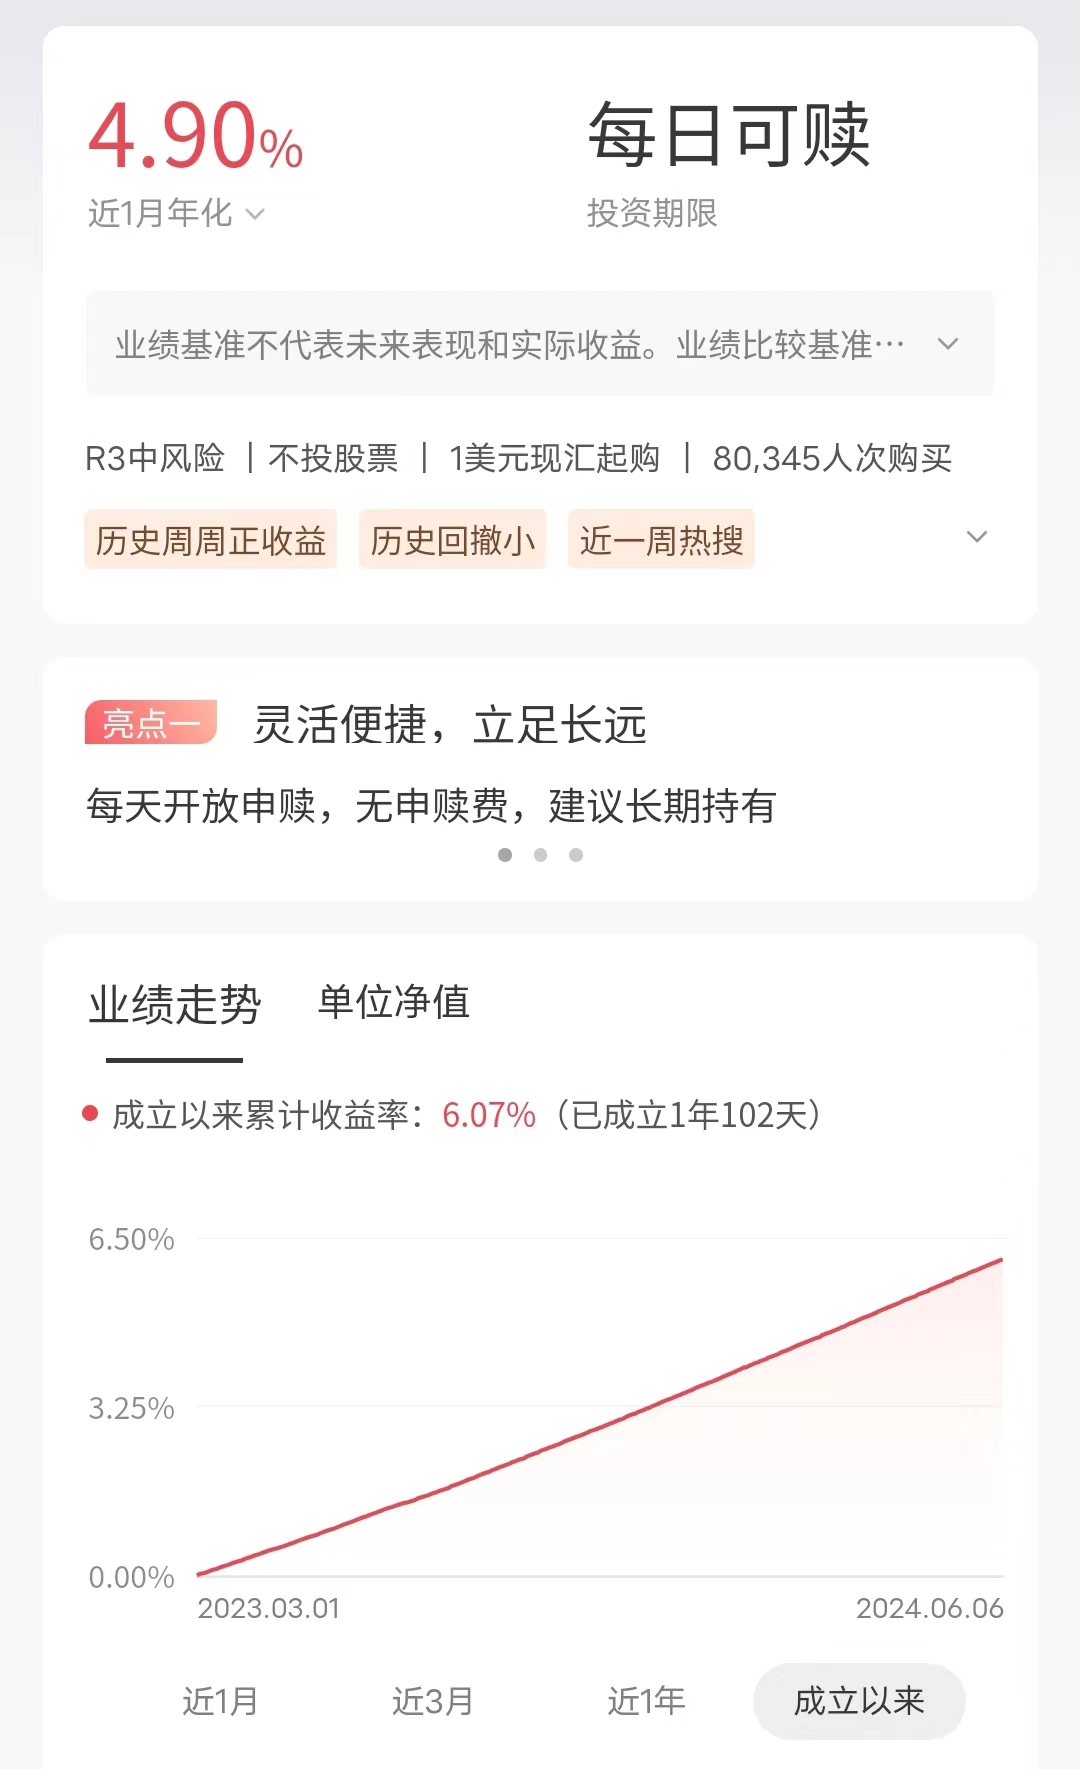 4.90% 每日可赎
近1月年化 投资期限
业绩基准不代表未来表现和实际收益。业绩比较基准…
R3中风险 | 不投股票 | 1美元现汇起购 | 80,345人次购买
历史周周正收益 历史回撤小 近一周热搜
亮点一 灵活便捷，立足长远
每天开放申赎，无申赎费，建议长期持有
业绩走势 单位净值
成立以来累计收益率：6.07%（已成立1年102天）
6.50%
3.25%
0.00%
2023.03.01 2024.06.06
近1月 近3月 近1年 成立以来